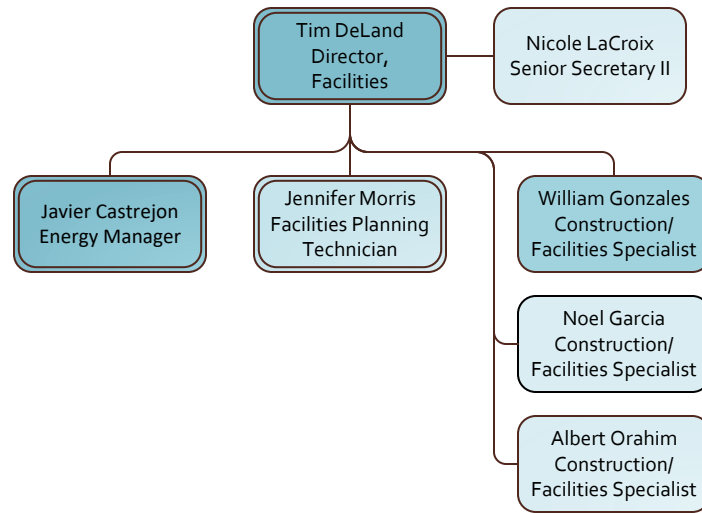 Tim DeLand
Director,
Facilities
Nicole LaCroix
Senior Secretary II
Javier Castrejon
Energy Manager
Jennifer Morris
Facilities Planning
Technician
William Gonzales
Construction/
Facilities Specialist
Noel Garcia
Construction/
Facilities Specialist
Albert Orahim
Construction/
Facilities Specialist